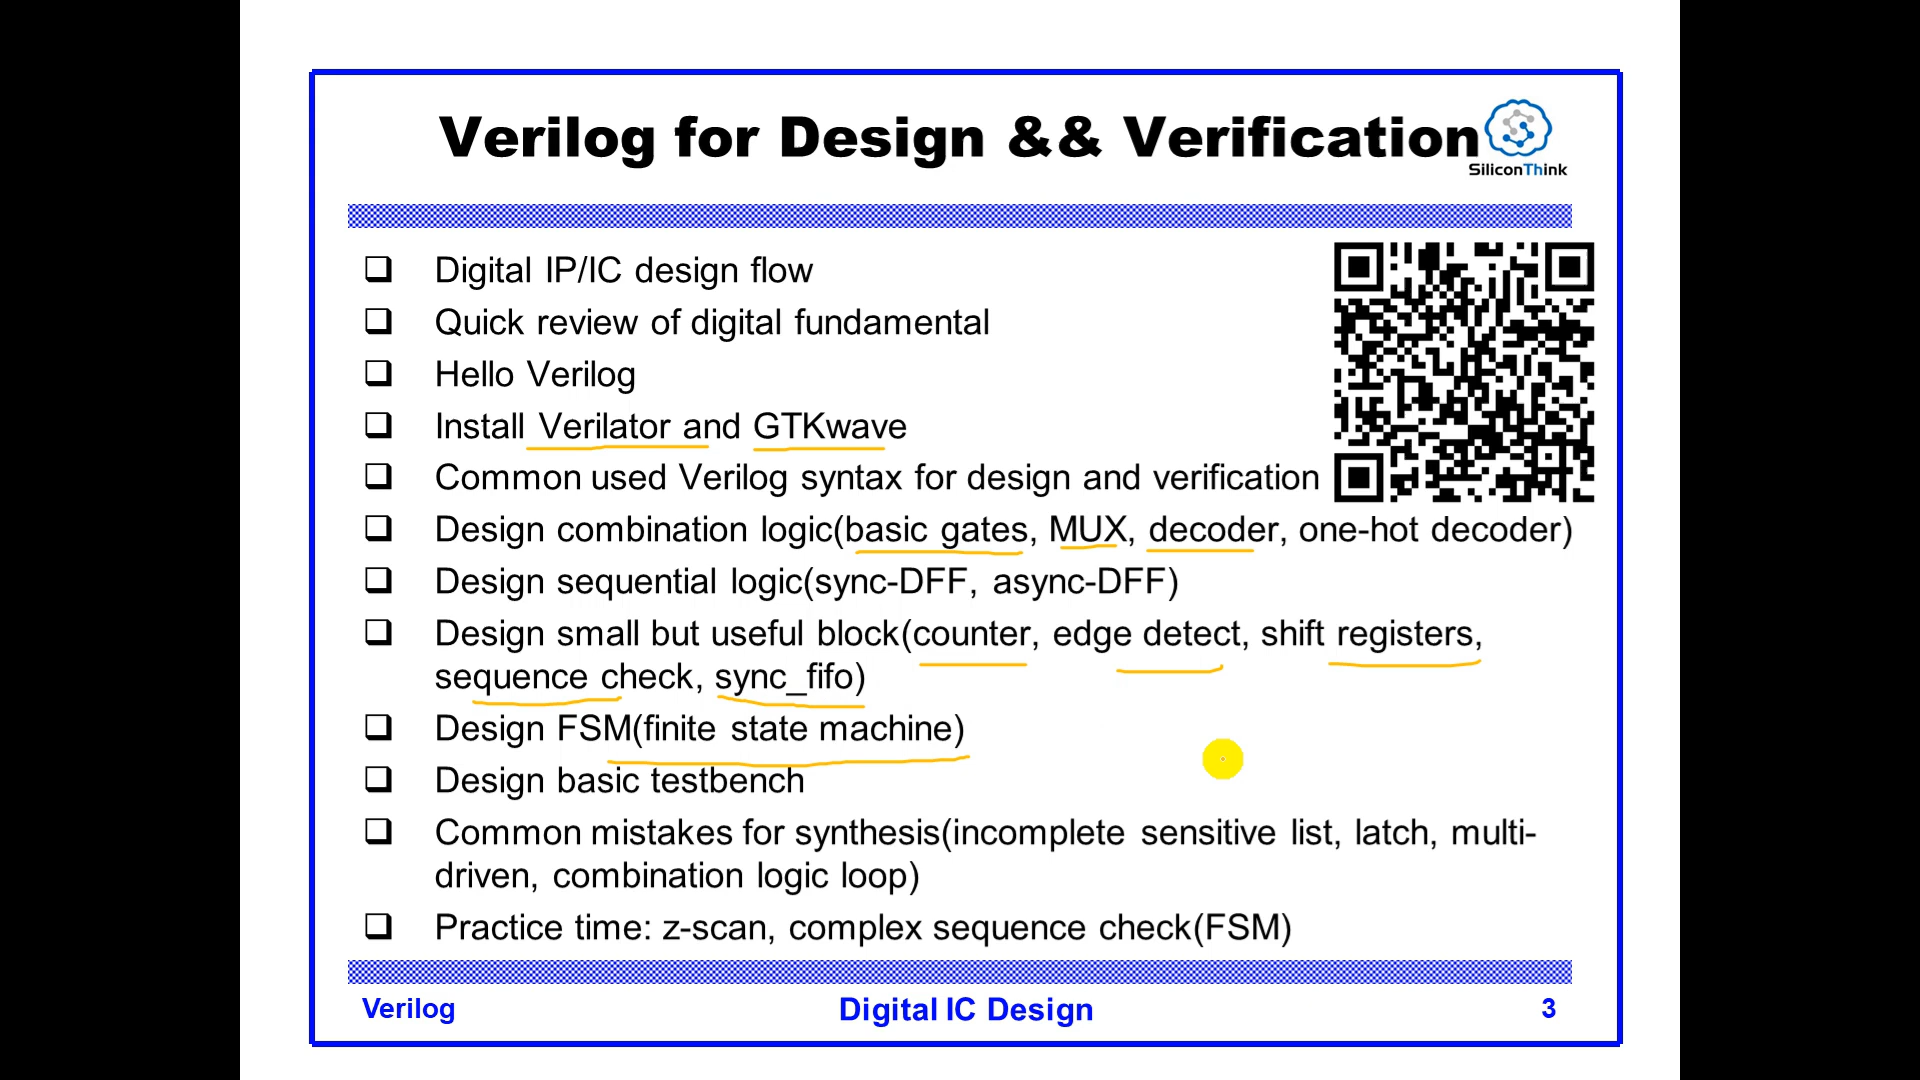 Verilog for Design && Verification
SiliconThink
Digital IP/IC design flow
Quick review of digital fundamental
Hello Verilog
Install Verilator and GTKwave
Common used Verilog syntax for design and verification
Design combination logic(basic gates, MUX, decoder, one-hot decoder)
Design sequential logic(sync-DFF, async-DFF)
Design small but useful block(counter, edge detect, shift registers,
sequence check, sync_fifo)
Design FSM(finite state machine)
Design basic testbench
Common mistakes for synthesis(incomplete sensitive list, latch, multi-
driven, combination logic loop)
Practice time: z-scan, complex sequence check(FSM)
Verilog
Digital IC Design
3